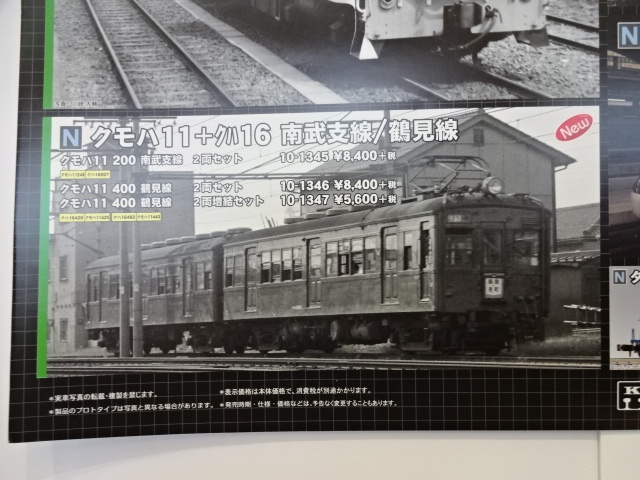 N クモハ11+クハ16 南武支線/鶴見線
New
クモハ11 200 南武支線 2両セット 10-1345 ¥8,400+税
クモハ11 400 鶴見線 2両セット 10-1346 ¥8,400+税
クモハ11 400 鶴見線 2両増結セット 10-1347 ¥5,600+税
N
N
*実車写真の転載・複製を禁じます。
*製品のプロトタイプは写真と異なる場合があります。
*表示価格は本体価格で、消費税が別途かかります。
*発売時期・仕様・価格などは、予告なく変更することもあります。